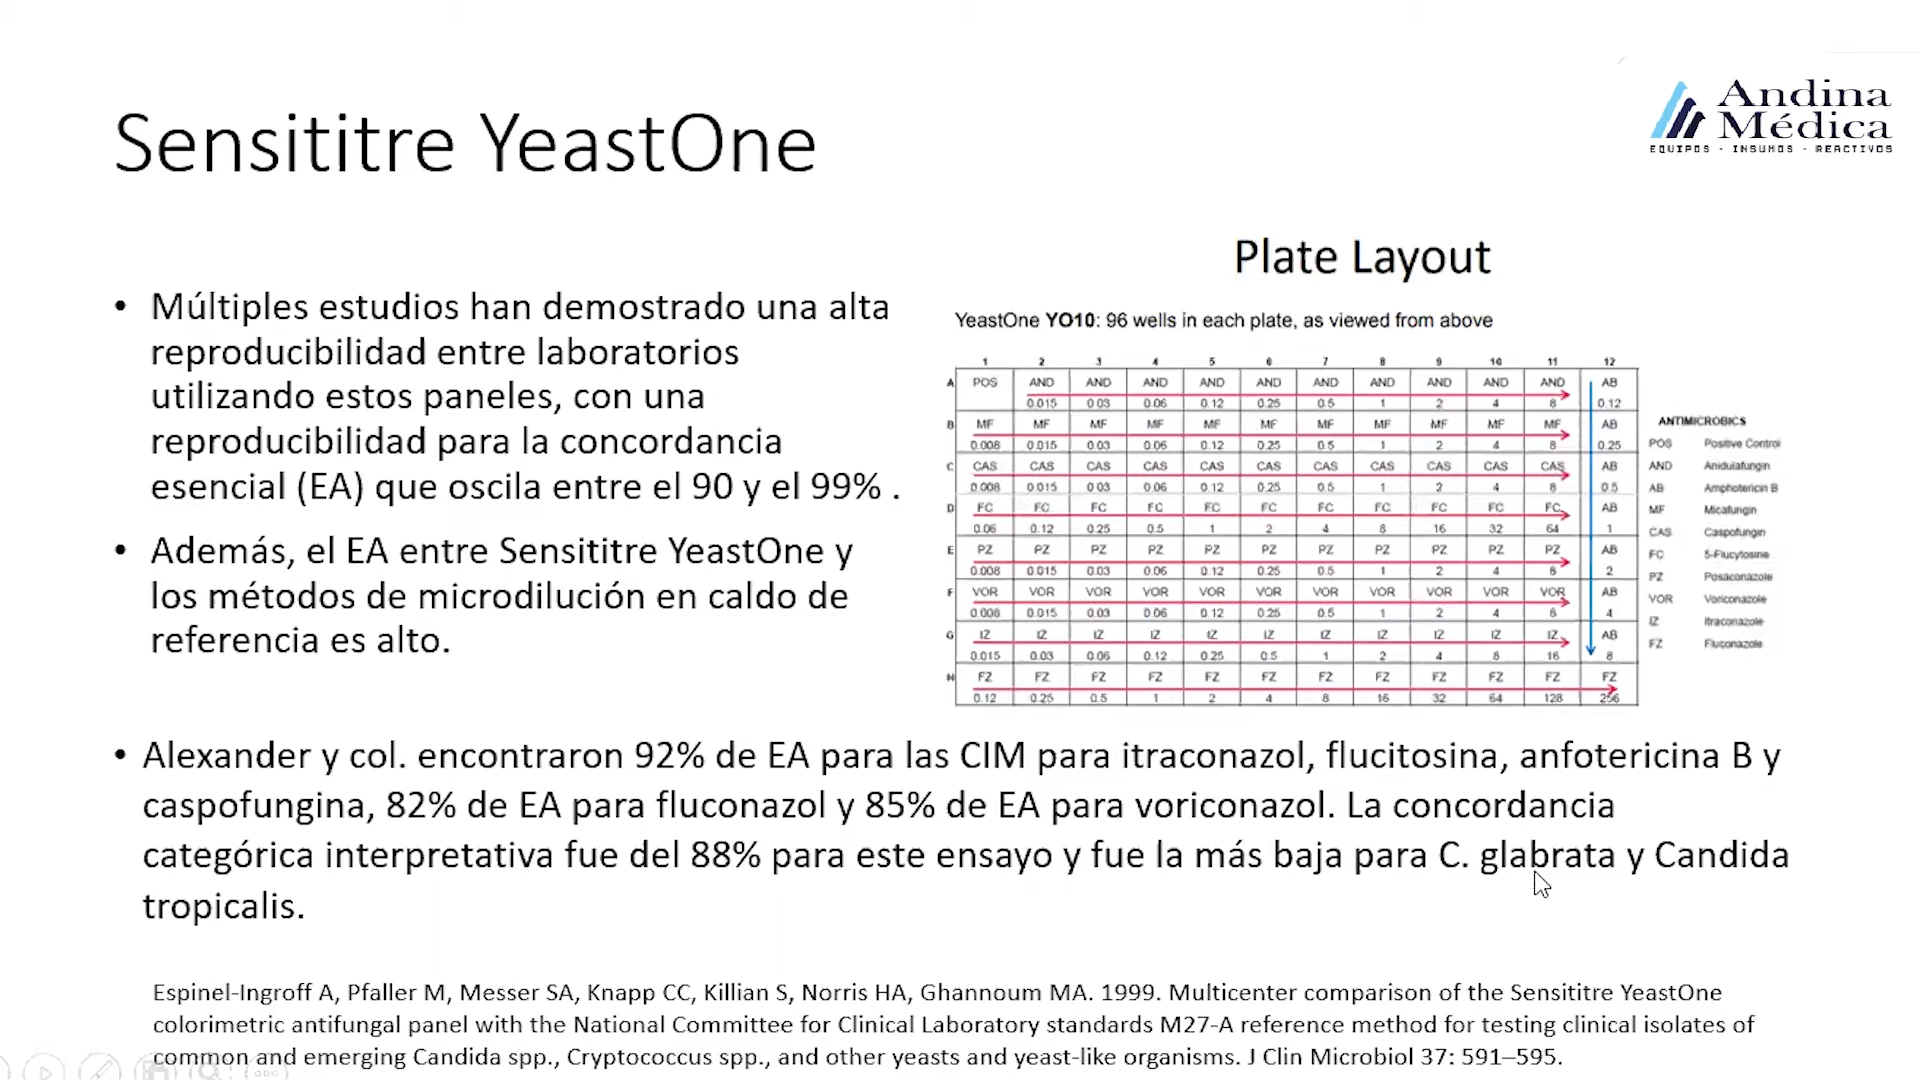 Andina
Médica
EQUIPOS - INSUMOS - REACTIVOS
Sensititre YeastOne
• Múltiples estudios han demostrado una alta
reproducibilidad entre laboratorios
utilizando estos paneles, con una
reproducibilidad para la concordancia
esencial (EA) que oscila entre el 90 y el 99% .
• Además, el EA entre Sensititre YeastOne y
los métodos de microdilución en caldo de
referencia es alto.
Plate Layout
YeastOne YO10: 96 wells in each plate, as viewed from above
1 2 3 4 5 6 7 8 9 10 11 12
A POS AND AND AND AND AND AND AND AND AND AND AB
0.015 0.03 0.06 0.12 0.25 0.5 1 2 4 8 0.12
B MF MF MF MF MF MF MF MF MF MF MF AB
0.008 0.015 0.03 0.06 0.12 0.25 0.5 1 2 4 8 0.25
C CAS CAS CAS CAS CAS CAS CAS CAS CAS CAS CAS AB
0.008 0.015 0.03 0.06 0.12 0.25 0.5 1 2 4 8 0.5
D FC FC FC FC FC FC FC FC FC FC FC AB
0.06 0.12 0.25 0.5 1 2 4 8 16 32 64 1
E PZ PZ PZ PZ PZ PZ PZ PZ PZ PZ PZ AB
0.008 0.015 0.03 0.06 0.12 0.25 0.5 1 2 4 8 2
F VOR VOR VOR VOR VOR VOR VOR VOR VOR VOR VOR AB
0.008 0.015 0.03 0.06 0.12 0.25 0.5 1 2 4 8 4
G IZ IZ IZ IZ IZ IZ IZ IZ IZ IZ IZ AB
0.015 0.03 0.06 0.12 0.25 0.5 1 2 4 8 16 8
H FZ FZ FZ FZ FZ FZ FZ FZ FZ FZ FZ FZ
0.12 0.25 0.5 1 2 4 8 16 32 64 128 256
ANTIMICROBICS
POS Positive Control
AND Anidulafungin
AB Amphotericin B
MF Micafungin
CAS Caspofungin
FC 5-Flucytosine
PZ Posaconazole
VOR Voriconazole
IZ Itraconazole
FZ Fluconazole
• Alexander y col. encontraron 92% de EA para las CIM para itraconazol, flucitosina, anfotericina B y
caspofungina, 82% de EA para fluconazol y 85% de EA para voriconazol. La concordancia
categórica interpretativa fue del 88% para este ensayo y fue la más baja para C. glabrata y Candida
tropicalis.
Espinel-Ingroff A, Pfaller M, Messer SA, Knapp CC, Killian S, Norris HA, Ghannoum MA. 1999. Multicenter comparison of the Sensititre YeastOne
colorimetric antifungal panel with the National Committee for Clinical Laboratory standards M27-A reference method for testing clinical isolates of
common and emerging Candida spp., Cryptococcus spp., and other yeasts and yeast-like organisms. J Clin Microbiol 37: 591–595.